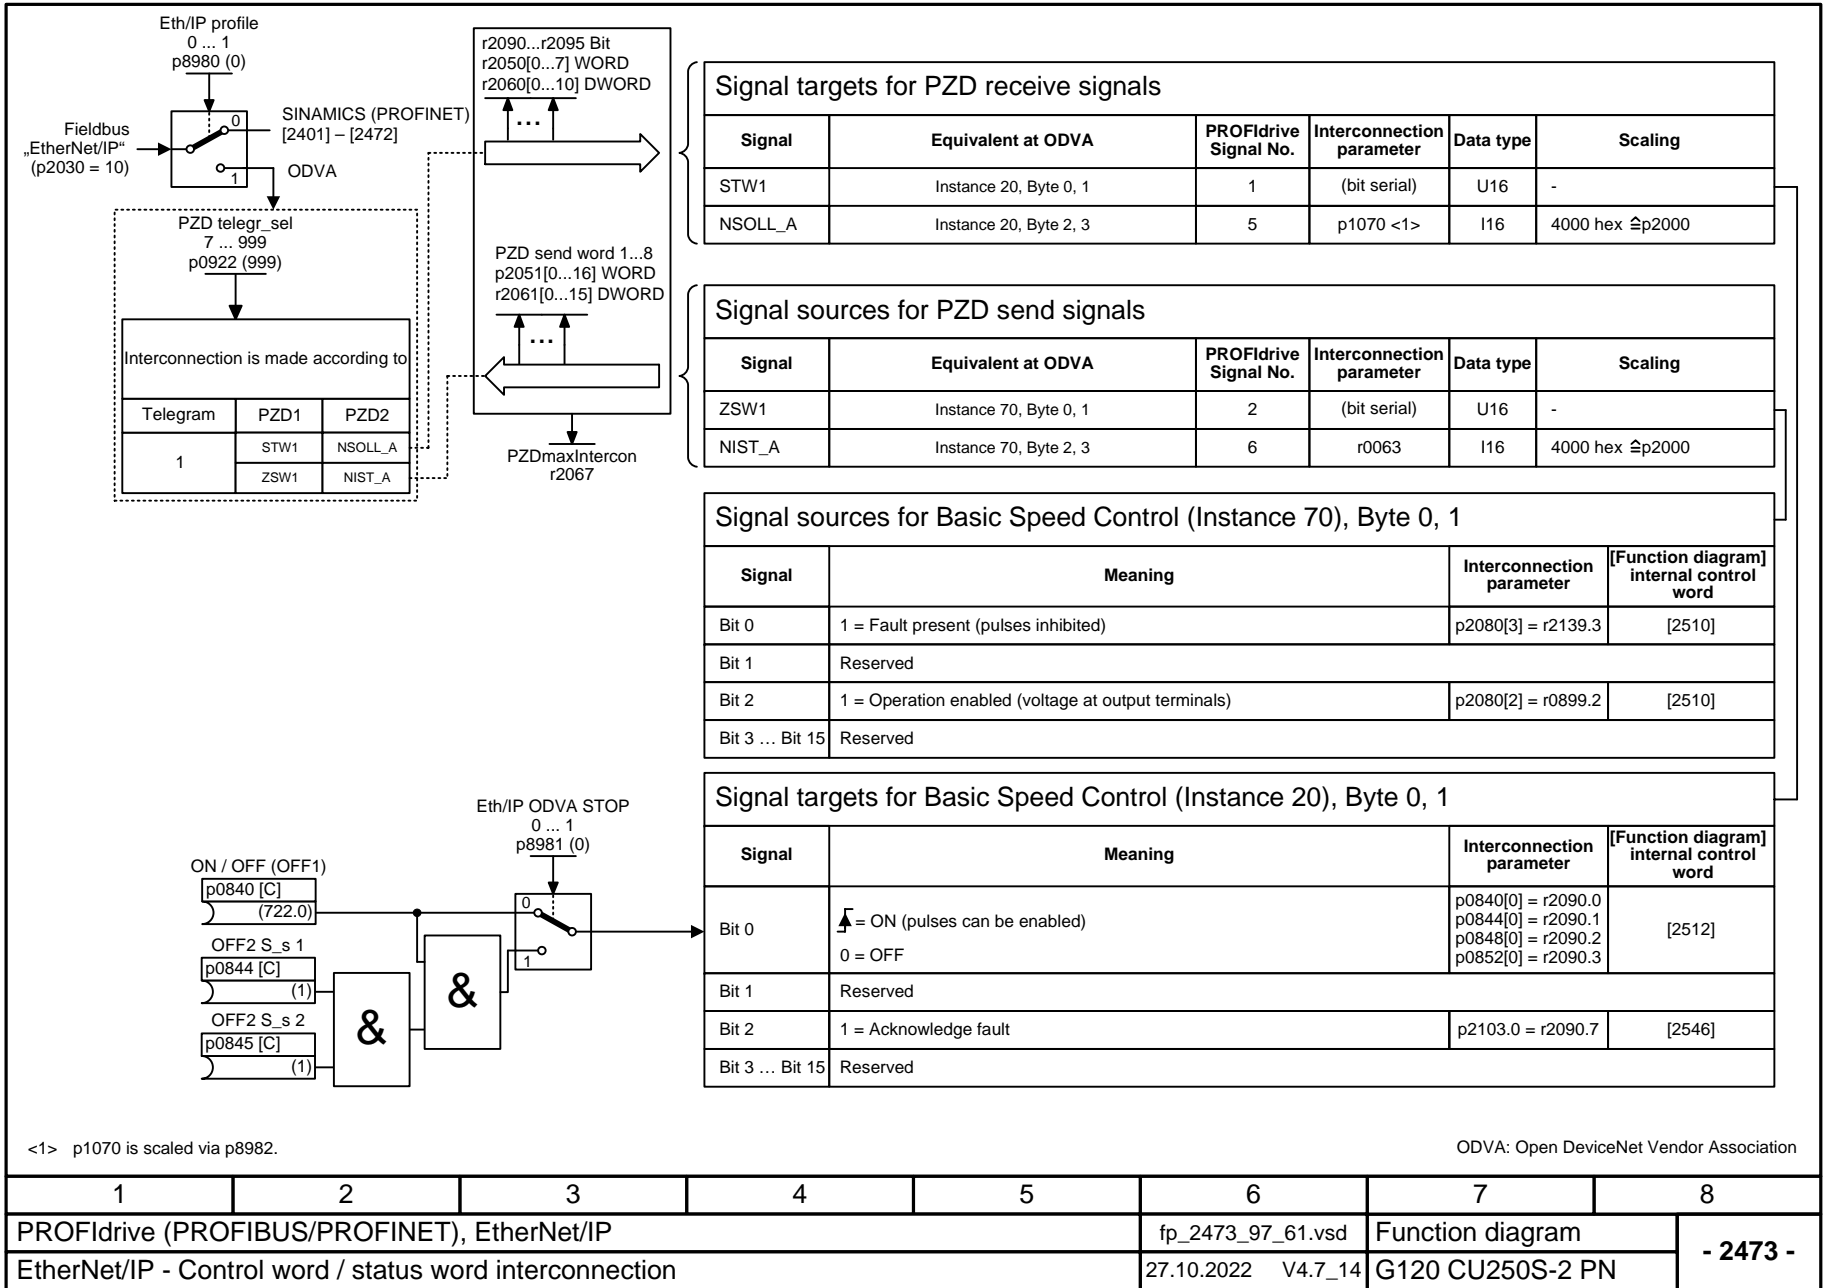 Eth/IP profile
0 ... 1
p8980 (0)
Fieldbus
„EtherNet/IP“
(p2030 = 10)
0
1
SINAMICS (PROFINET)
[2401] – [2472]
ODVA
PZD telegr_sel
7 ... 999
p0922 (999)
Interconnection is made according to
Telegram PZD1 PZD2
1 STW1 NSOLL_A
ZSW1 NIST_A
r2090...r2095 Bit
r2050[0...7] WORD
r2060[0...10] DWORD
...
PZD send word 1...8
p2051[0...16] WORD
r2061[0...15] DWORD
...
PZDmaxIntercon
r2067
Signal targets for PZD receive signals
Signal Equivalent at ODVA PROFIdrive Signal No. Interconnection parameter Data type Scaling
STW1 Instance 20, Byte 0, 1 1 (bit serial) U16 -
NSOLL_A Instance 20, Byte 2, 3 5 p1070 <1> I16 4000 hex ≙p2000
Signal sources for PZD send signals
Signal Equivalent at ODVA PROFIdrive Signal No. Interconnection parameter Data type Scaling
ZSW1 Instance 70, Byte 0, 1 2 (bit serial) U16 -
NIST_A Instance 70, Byte 2, 3 6 r0063 I16 4000 hex ≙p2000
Signal sources for Basic Speed Control (Instance 70), Byte 0, 1
Signal Meaning Interconnection parameter [Function diagram] internal control word
Bit 0 1 = Fault present (pulses inhibited) p2080[3] = r2139.3 [2510]
Bit 1 Reserved
Bit 2 1 = Operation enabled (voltage at output terminals) p2080[2] = r0899.2 [2510]
Bit 3 … Bit 15 Reserved
Eth/IP ODVA STOP
0 ... 1
p8981 (0)
0
1
ON / OFF (OFF1)
p0840 [C]
(722.0)
OFF2 S_s 1
p0844 [C]
(1)
OFF2 S_s 2
p0845 [C]
(1)
&
&
Signal targets for Basic Speed Control (Instance 20), Byte 0, 1
Signal Meaning Interconnection parameter [Function diagram] internal control word
Bit 0 = ON (pulses can be enabled)
0 = OFF
p0840[0] = r2090.0
p0844[0] = r2090.1
p0848[0] = r2090.2
p0852[0] = r2090.3
[2512]
Bit 1 Reserved
Bit 2 1 = Acknowledge fault p2103.0 = r2090.7 [2546]
Bit 3 … Bit 15 Reserved
<1> p1070 is scaled via p8982.
ODVA: Open DeviceNet Vendor Association
1 2 3 4 5 6 7 8
PROFIdrive (PROFIBUS/PROFINET), EtherNet/IP fp_2473_97_61.vsd Function diagram
- 2473 -
EtherNet/IP - Control word / status word interconnection 27.10.2022 V4.7_14 G120 CU250S-2 PN